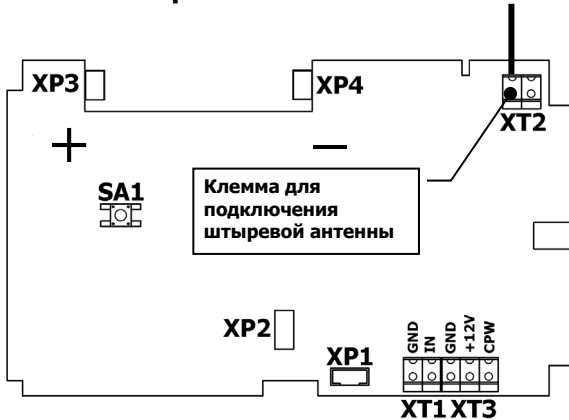 XP3
XP4
XT2
+
—
SA1
Клемма для
подключения
штыревой антенны
XP2
XP1
GND
IN
GND
+12V
CPW
XT1 XT3